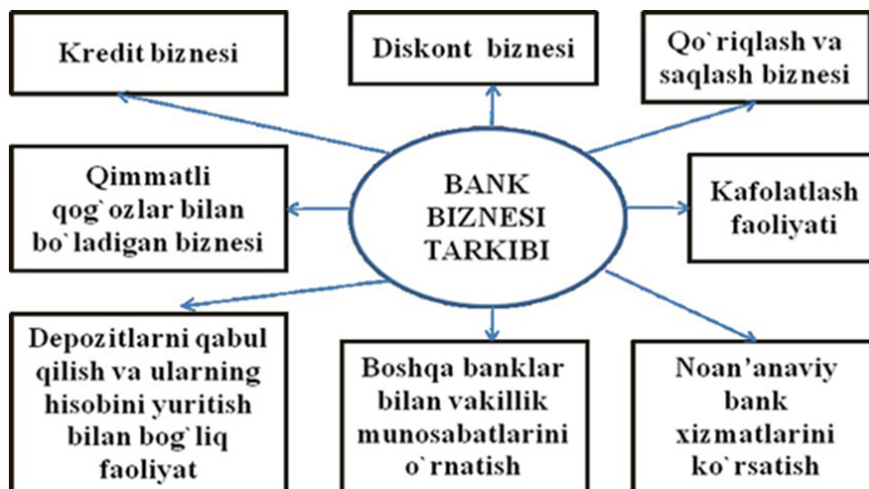 Kredit biznesi
Diskont biznesi
Qo`riqlash va
saqlash biznesi
Qimmatli
qog`ozlar bilan
bo`ladigan biznesi
BANK
BIZNESI
TARKIBI
Kafolatlash
faoliyati
Depozitlarni qabul
qilish va ularning
hisobini yuritish
bilan bog`liq
faoliyat
Boshqa banklar
bilan vakillik
munosabatlarini
o`rnatish
Noan’anaviy
bank
xizmatlarini
ko`rsatish